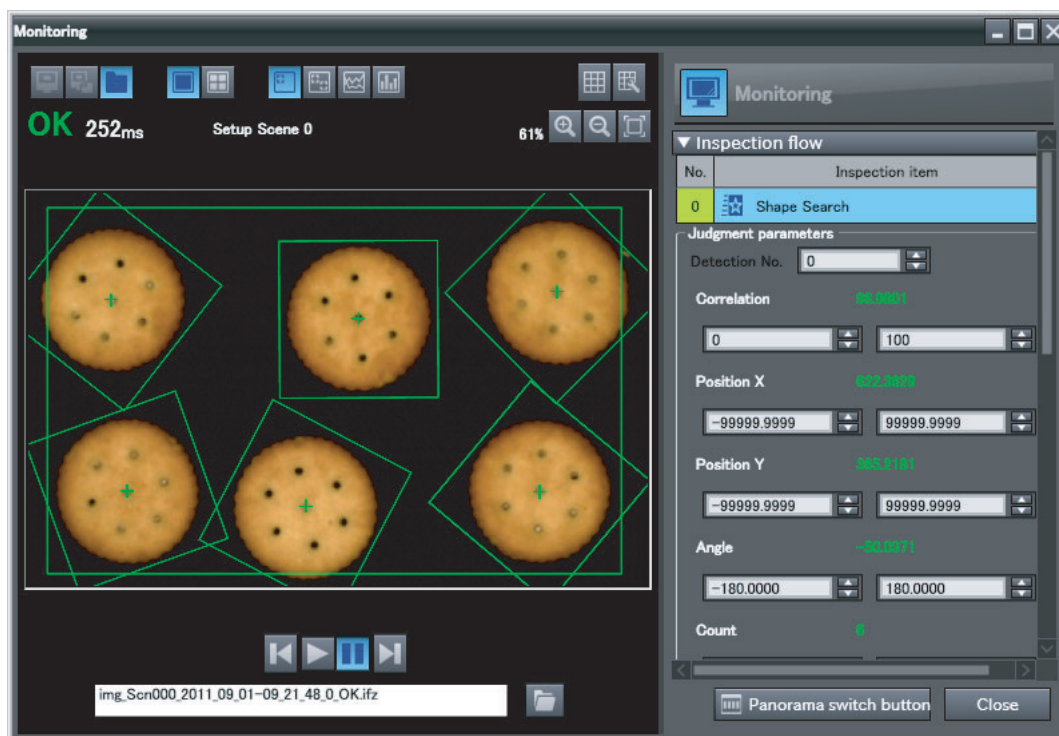 Monitoring
OK 252ms
Setup Scene 0
61%
Monitoring
Inspection flow
No. Inspection item
0 Shape Search
Judgment parameters
Detection No. 0
Correlation
0 100
Position X
-99999.9999 99999.9999
Position Y
-99999.9999 99999.9999
Angle
-180.0000 180.0000
Count 6
img_Scn000_2011_09_01-09_21_48_0_OK.ifz
Panorama switch button Close